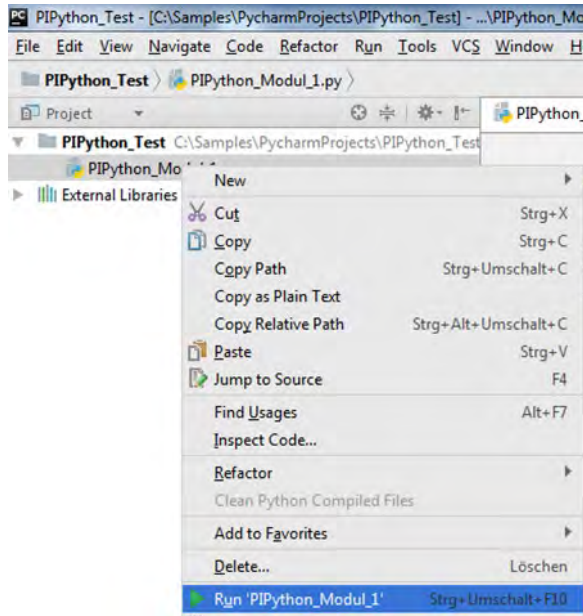 PC PIPython_Test - [C:\Samples\PycharmProjects\PIPython_Test] - ...\PIPython_Mo
File Edit View Navigate Code Refactor Run Tools VCS Window H
PIPython_Test PIPython_Modul_1.py
Project PIPython_
PIPython_Test C:\Samples\PycharmProjects\PIPython_Test
PIPython_Mo
External Libraries
New
Cut Strg+X
Copy Strg+C
Copy Path Strg+Umschalt+C
Copy as Plain Text
Copy Relative Path Strg+Alt+Umschalt+C
Paste Strg+V
Jump to Source F4
Find Usages Alt+F7
Inspect Code...
Refactor
Clean Python Compiled Files
Add to Favorites
Delete... Löschen
Run 'PIPython_Modul_1' Strg+Umschalt+F10